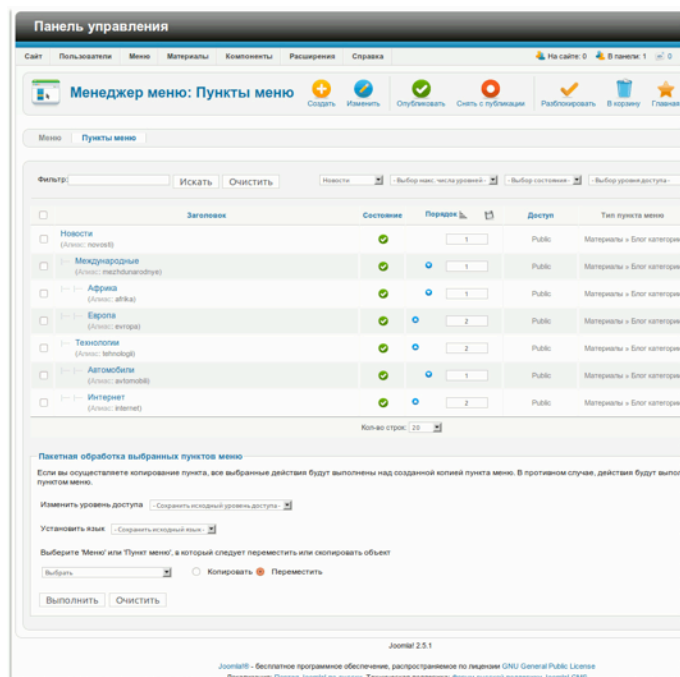 Панель управления
Сайт Пользователи Меню Материалы Компоненты Расширения Справка На сайте: 0 В панели: 1 0
Менеджер меню: Пункты меню
Создать Изменить Опубликовать Снять с публикации Разблокировать В корзину Главная
Меню Пункты меню
Фильтр: Искать Очистить Новости - Выбор макс. числа уровней - - Выбор состояния - - Выбор уровня доступа -
Заголовок Состояние Порядок Доступ Тип пункта меню
Новости
(Алиас: novosti) 1 Public Материалы » Блог категории
Международные
(Алиас: mezhdunarodnye) 1 Public Материалы » Блог категории
Африка
(Алиас: afrika) 1 Public Материалы » Блог категории
Европа
(Алиас: evropa) 2 Public Материалы » Блог категории
Технологии
(Алиас: tehnologii) 2 Public Материалы » Блог категории
Автомобили
(Алиас: avtomobili) 1 Public Материалы » Блог категории
Интернет
(Алиас: internet) 2 Public Материалы » Блог категории
Кол-во строк: 20
Пакетная обработка выбранных пунктов меню
Если вы осуществляете копирование пункта, все выбранные действия будут выполнены над созданной копией пункта меню. В противном случае, действия будут выпол
пунктом меню.
Изменить уровень доступа - Сохранить исходный уровень доступа -
Установить язык - Сохранить исходный язык -
Выберите 'Меню' или 'Пункт меню', в который следует переместить или скопировать объект
Выбрать Копировать Переместить
Выполнить Очистить
Joomla! 2.5.1
Joomla!® - бесплатное программное обеспечение, распространяемое по лицензии GNU General Public License